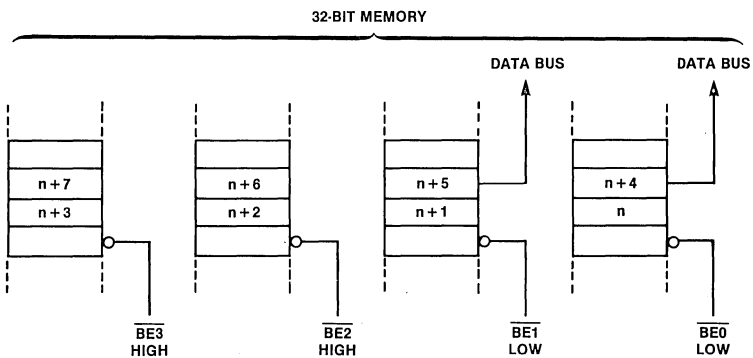 32-BIT MEMORY
DATA BUS DATA BUS
n+7 n+6 n+5 n+4
n+3 n+2 n+1 n
BE3 BE2 BE1 BE0
HIGH HIGH LOW LOW